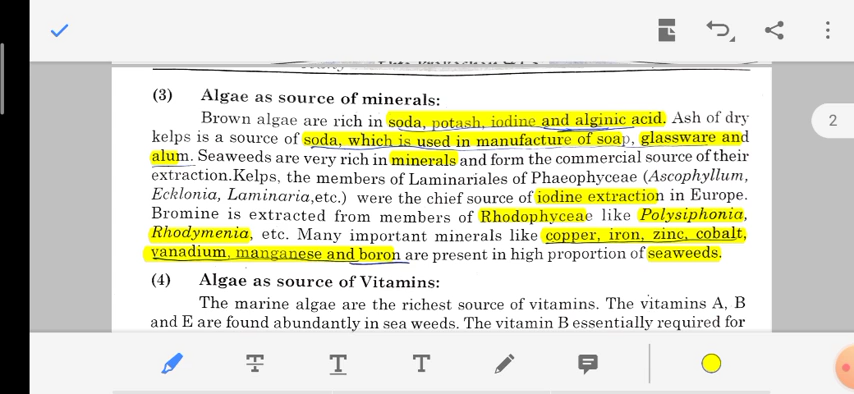 (3) Algae as source of minerals:
Brown algae are rich in soda, potash, iodine and alginic acid. Ash of dry
kelps is a source of soda, which is used in manufacture of soap, glassware and
alum. Seaweeds are very rich in minerals and form the commercial source of their
extraction.Kelps, the members of Laminariales of Phaeophyceae (Ascophyllum,
Ecklonia, Laminaria,etc.) were the chief source of iodine extraction in Europe.
Bromine is extracted from members of Rhodophyceae like Polysiphonia,
Rhodymenia, etc. Many important minerals like copper, iron, zinc, cobalt,
vanadium, manganese and boron are present in high proportion of seaweeds.
(4) Algae as source of Vitamins:
The marine algae are the richest source of vitamins. The vitamins A, B
and E are found abundantly in sea weeds. The vitamin B essentially required for
2
T T T